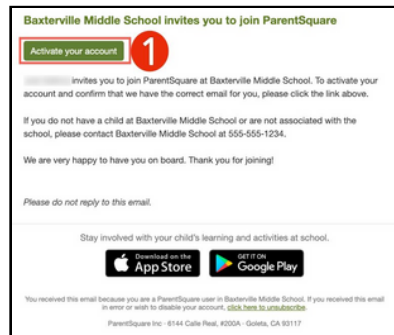 Baxterville Middle School invites you to join ParentSquare
Activate your account
1
invites you to join ParentSquare at Baxterville Middle School. To activate your
account and confirm that we have the correct email for you, please click the link above.
If you do not have a child at Baxterville Middle School or are not associated with the
school, please contact Baxterville Middle School at 555-555-1234.
We are very happy to have you on board. Thank you for joining!
Please do not reply to this email.
Stay involved with your child's learning and activities at school.
Download on the
App Store
GET IT ON
Google Play
You received this email because you are a ParentSquare user in Baxterville Middle School. If you received this email
in error or wish to disable your account, click here to unsubscribe.
ParentSquare Inc · 6144 Calle Real, #200A · Goleta, CA 93117